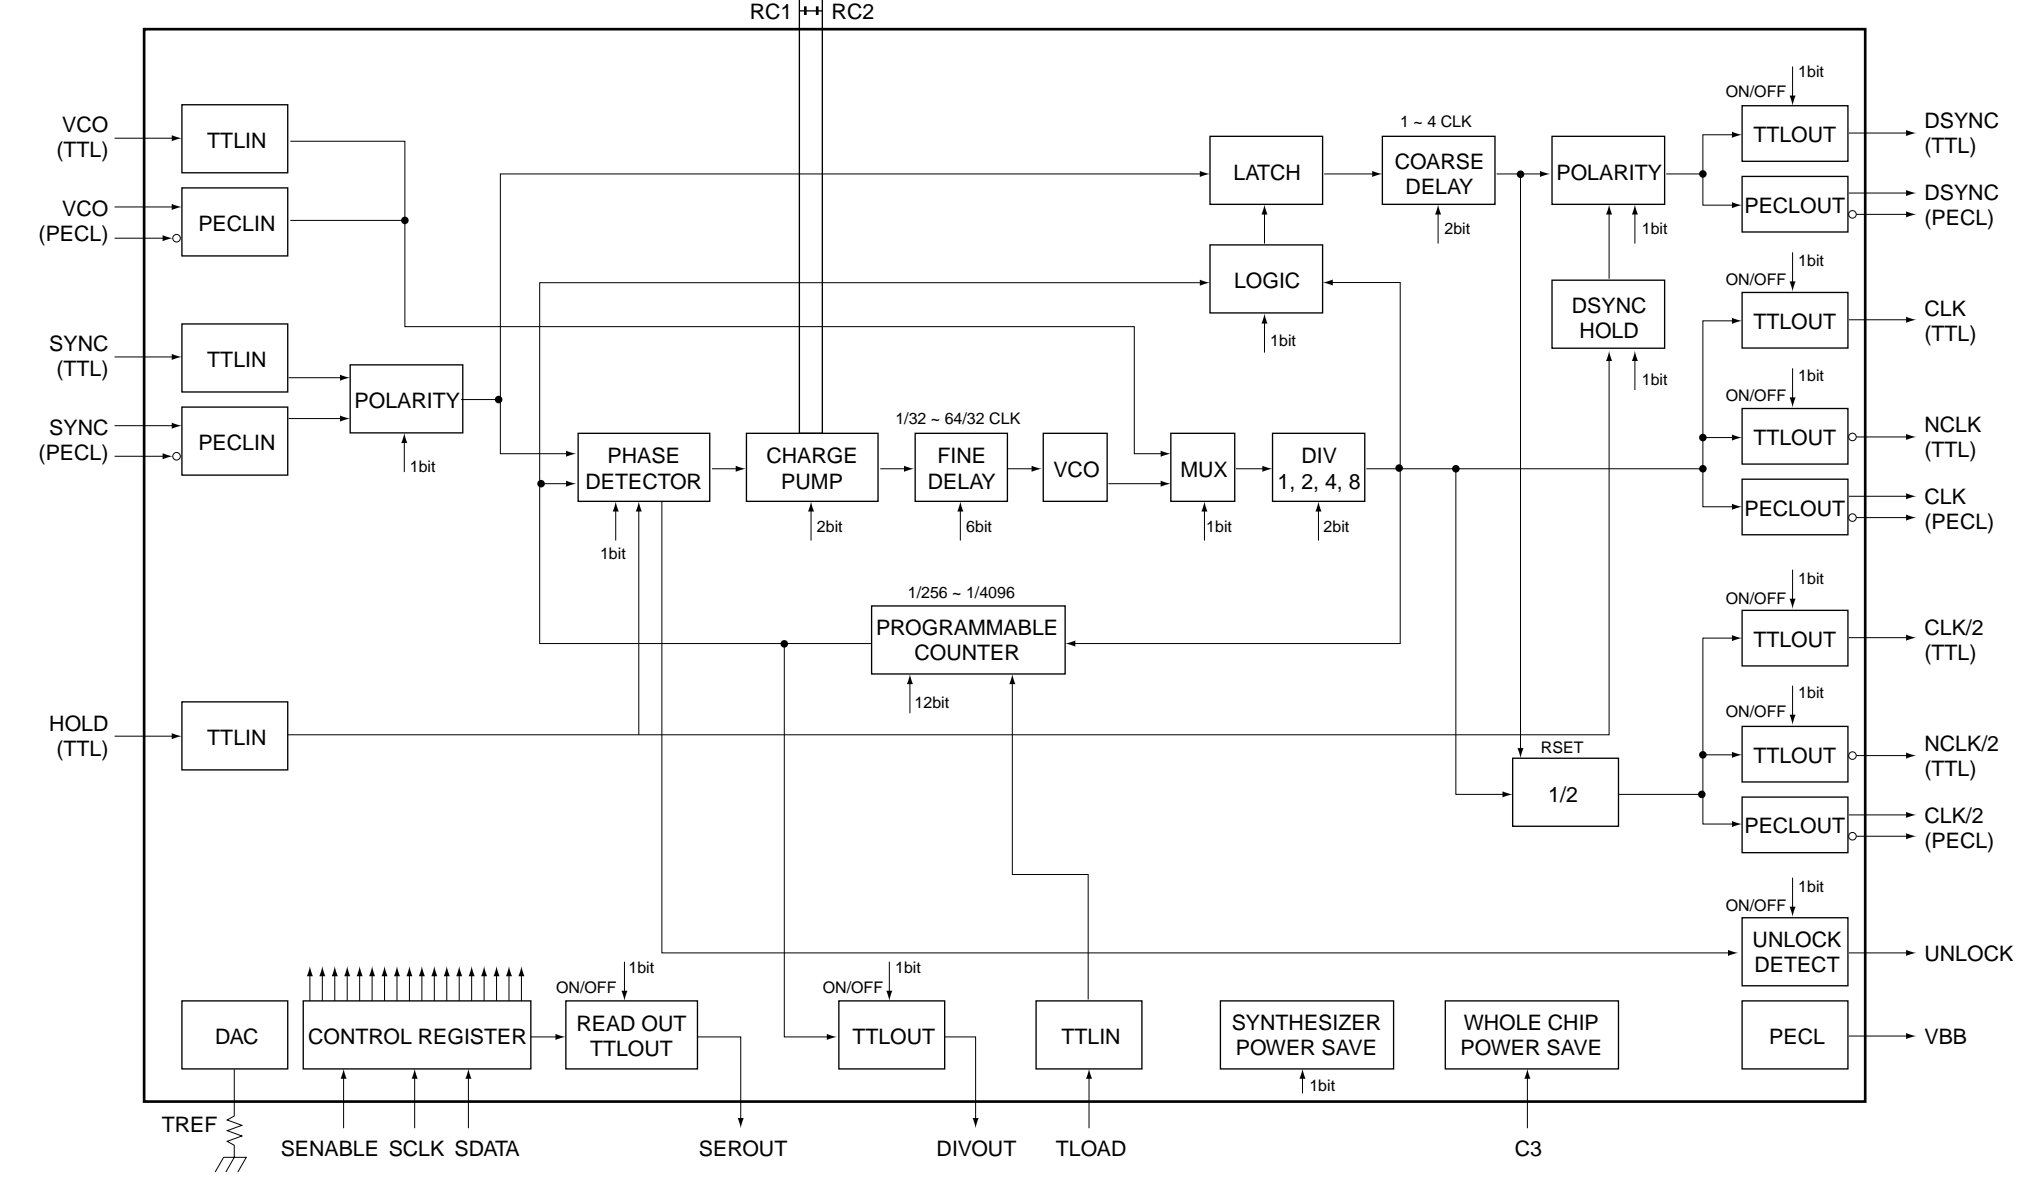 RC1 RC2
1bit
ON/OFF
VCO
(TTL)
TTLIN
1 ~ 4 CLK
TTLOUT
DSYNC
(TTL)
LATCH
COARSE
DELAY
POLARITY
VCO
(PECL)
PECLIN
2bit
1bit
PECLOUT
DSYNC
(PECL)
LOGIC
1bit
DSYNC
HOLD
1bit
1bit
ON/OFF
TTLOUT
CLK
(TTL)
SYNC
(TTL)
TTLIN
POLARITY
1bit
SYNC
(PECL)
PECLIN
1bit
ON/OFF
TTLOUT
NCLK
(TTL)
PHASE
DETECTOR
1bit
CHARGE
PUMP
2bit
1/32 ~ 64/32 CLK
FINE
DELAY
6bit
VCO
MUX
1bit
DIV
1, 2, 4, 8
2bit
PECLOUT
CLK
(PECL)
1/256 ~ 1/4096
PROGRAMMABLE
COUNTER
12bit
1bit
ON/OFF
TTLOUT
CLK/2
(TTL)
HOLD
(TTL)
TTLIN
RSET
1/2
1bit
ON/OFF
TTLOUT
NCLK/2
(TTL)
PECLOUT
CLK/2
(PECL)
1bit
ON/OFF
UNLOCK
DETECT
UNLOCK
DAC
CONTROL REGISTER
1bit
ON/OFF
READ OUT
TTLOUT
1bit
ON/OFF
TTLOUT
TTLIN
SYNTHESIZER
POWER SAVE
1bit
WHOLE CHIP
POWER SAVE
PECL
VBB
TREF
SENABLE SCLK SDATA
SEROUT
DIVOUT
TLOAD
C3